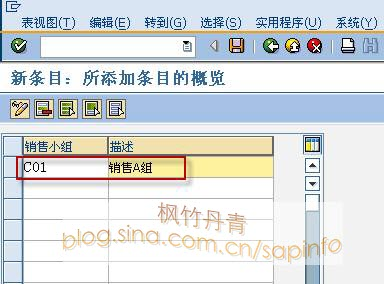 表视图(T) 编辑(E) 转到(G) 选择(S) 实用程序(U) 系统(Y)
新条目: 所添加条目的概览
销售小组 描述
C01 销售A组
枫竹丹青
blog.sina.com.cn/sapinfo